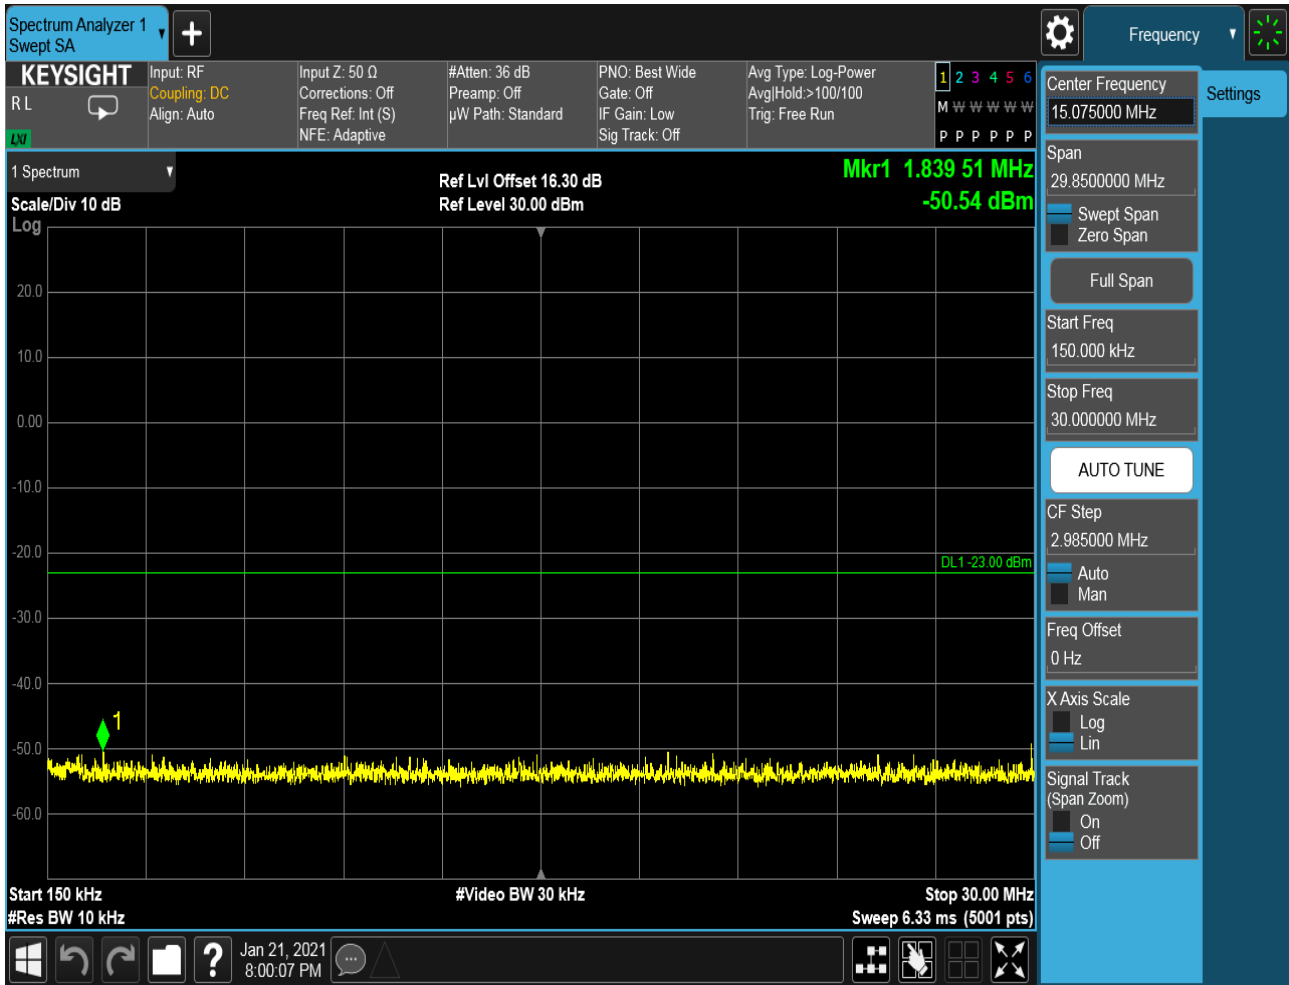 Spectrum Analyzer 1
Swept SA
Frequency
KEYSIGHT
R L
LXI
Input: RF
Coupling: DC
Align: Auto
Input Z: 50 Ω
Corrections: Off
Freq Ref: Int (S)
NFE: Adaptive
#Atten: 36 dB
Preamp: Off
µW Path: Standard
PNO: Best Wide
Gate: Off
IF Gain: Low
Sig Track: Off
Avg Type: Log-Power
Avg|Hold:>100/100
Trig: Free Run
1 2 3 4 5 6
M W W W W W
P P P P P P
Center Frequency
15.075000 MHz
Settings
Span
29.8500000 MHz
Swept Span
Zero Span
Full Span
Start Freq
150.000 kHz
Stop Freq
30.000000 MHz
AUTO TUNE
CF Step
2.985000 MHz
Auto
Man
Freq Offset
0 Hz
X Axis Scale
Log
Lin
Signal Track
(Span Zoom)
On
Off
1 Spectrum
Scale/Div 10 dB
Log
Ref Lvl Offset 16.30 dB
Ref Level 30.00 dBm
Mkr1 1.839 51 MHz
-50.54 dBm
20.0
10.0
0.00
-10.0
-20.0
DL1 -23.00 dBm
-30.0
-40.0
1
-50.0
-60.0
Start 150 kHz
#Video BW 30 kHz
Stop 30.00 MHz
#Res BW 10 kHz
Sweep 6.33 ms (5001 pts)
Jan 21, 2021
8:00:07 PM